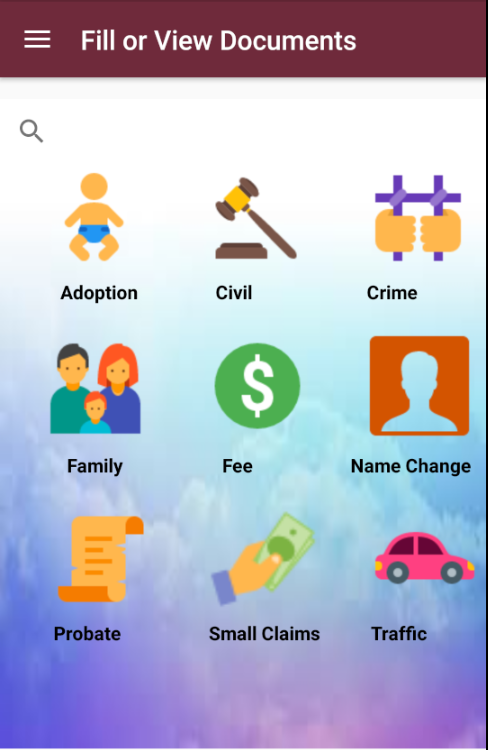 Fill or View Documents
Adoption
Civil
Crime
$
Family
Fee
Name Change
Probate
Small Claims
Traffic